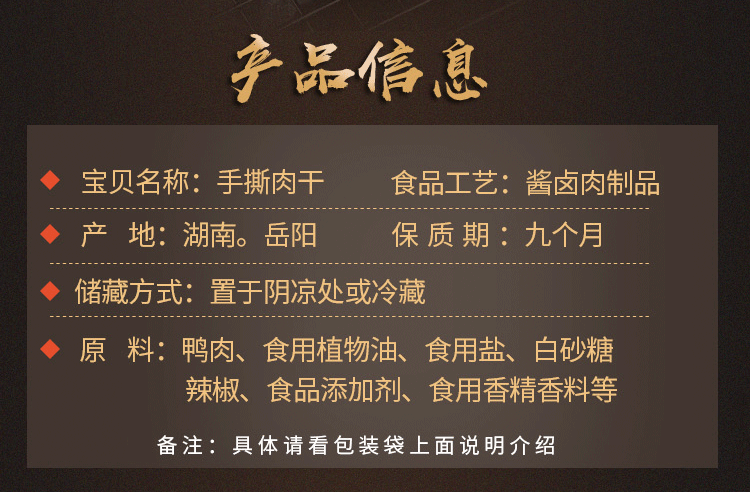 产品信息
宝贝名称：手撕肉干 食品工艺：酱卤肉制品
产 地：湖南。岳阳 保 质 期 ：九个月
储藏方式：置于阴凉处或冷藏
原 料：鸭肉、食用植物油、食用盐、白砂糖
辣椒、食品添加剂、食用香精香料等
备注：具体请看包装袋上面说明介绍